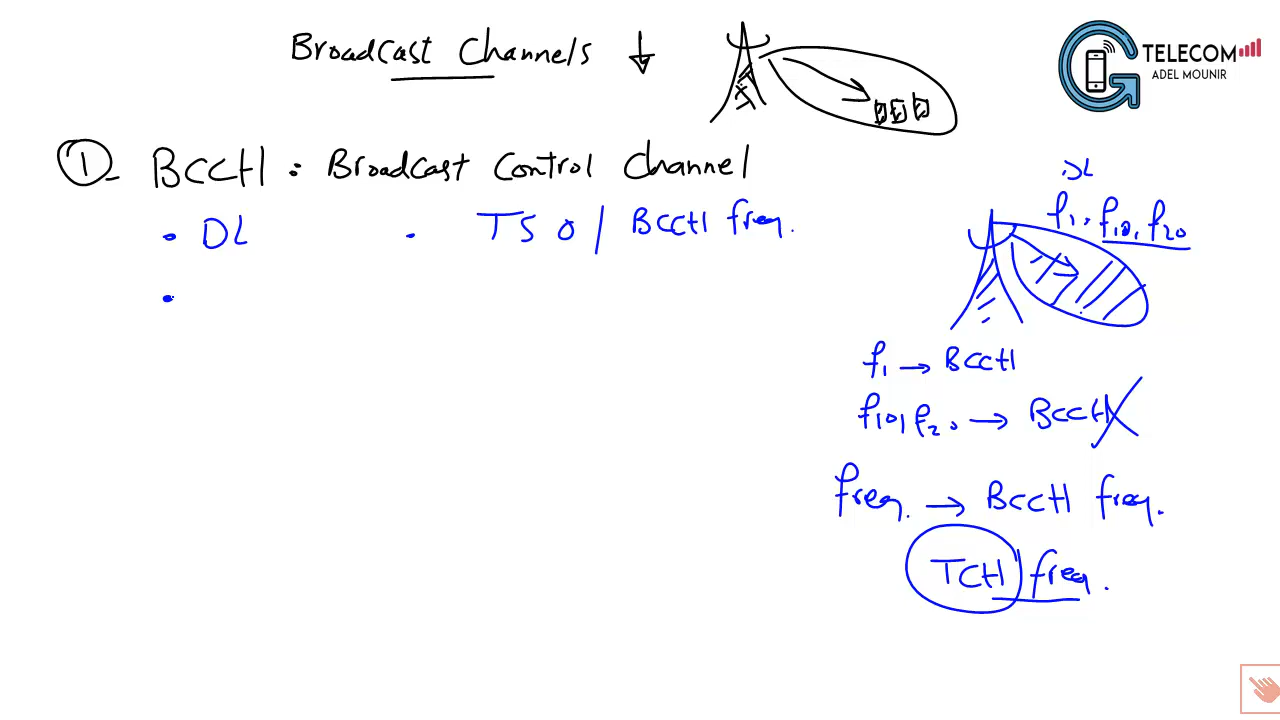 Broadcast Channels ↓
TELECOM
ADEL MOUNIR
① - BCCH : Broadcast Control Channel
• DL
• TS 0 / BCCH freq.
•
DL
f1, f10, f20
f1 → BCCH
f10, f20 → BCCH X
freq. → BCCH freq.
TCH freq.